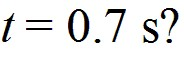 t = 0.7 s?